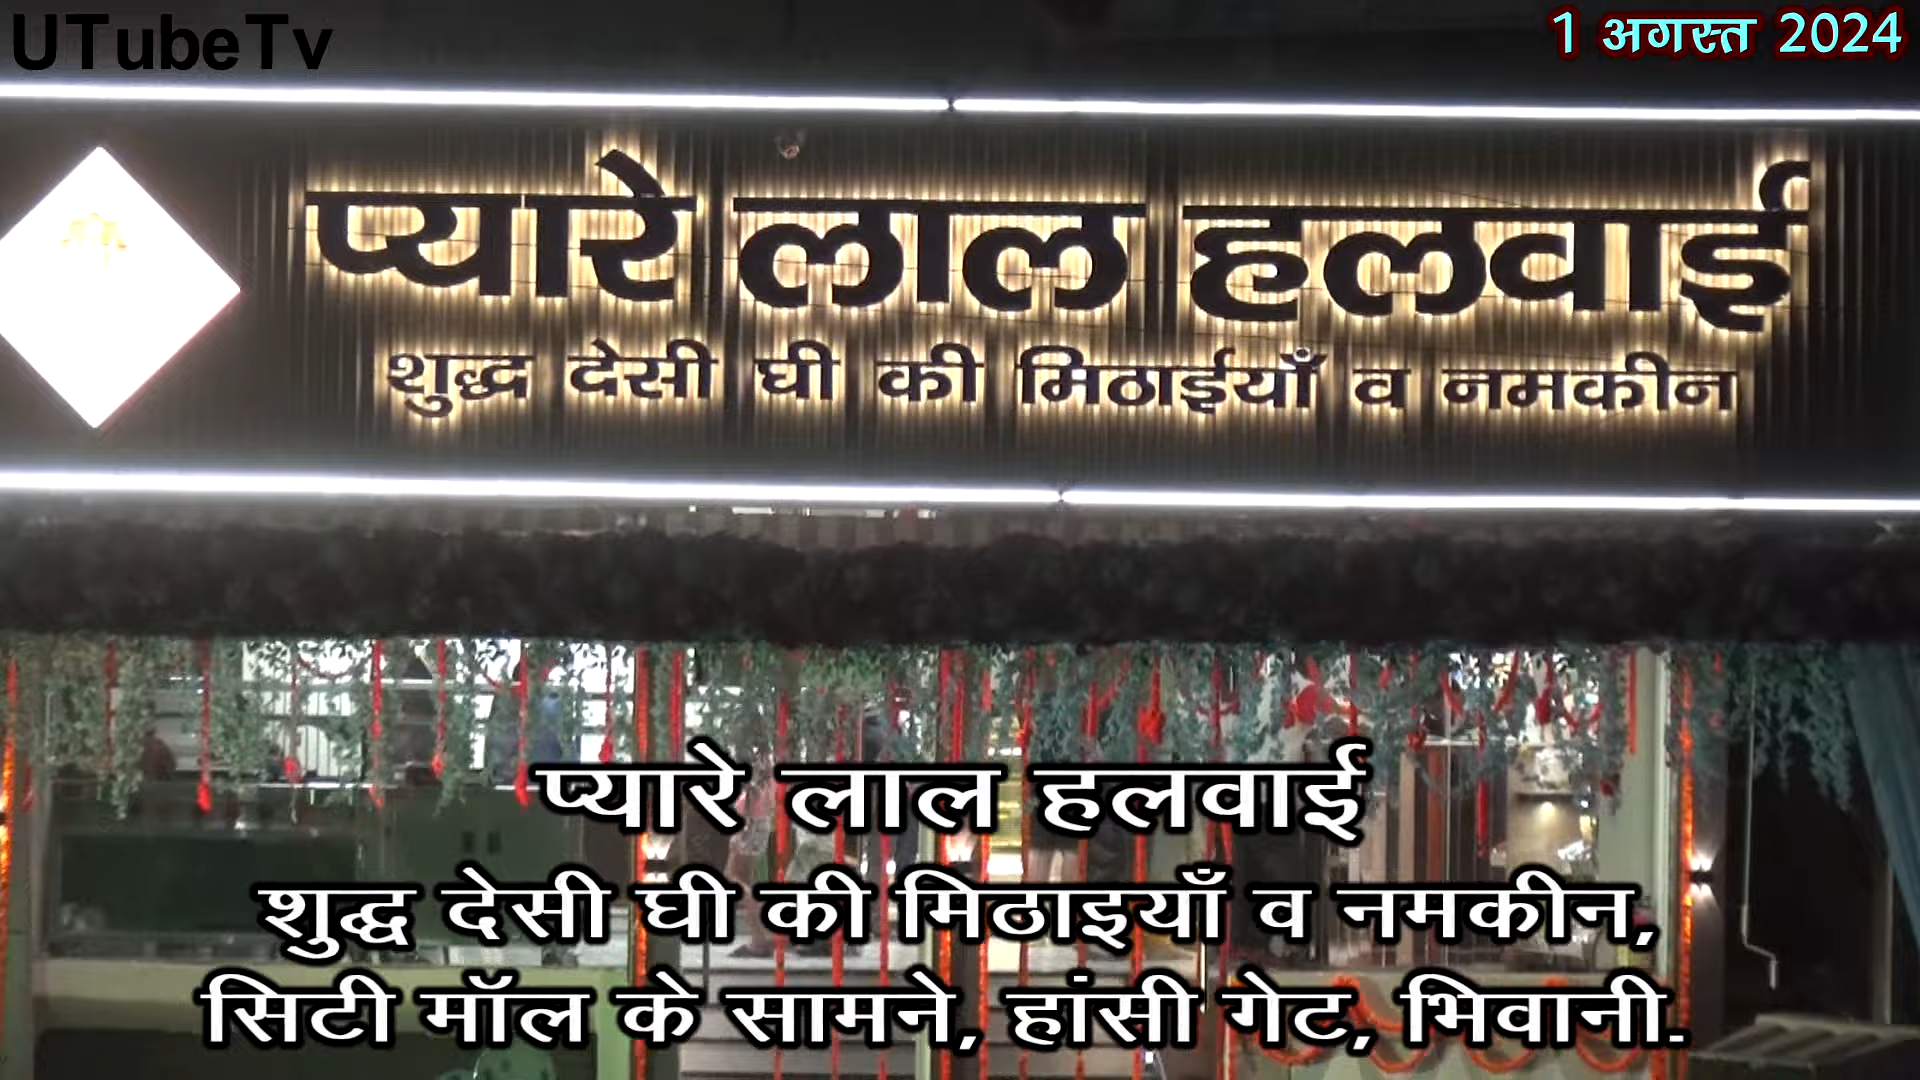 UTubeTv
1 अगस्त 2024
प्यारे लाल हलवाई
शुद्ध देसी घी की मिठाईयाँ व नमकीन
प्यारे लाल हलवाई
शुद्ध देसी घी की मिठाइयाँ व नमकीन,
सिटी मॉल के सामने, हांसी गेट, भिवानी.